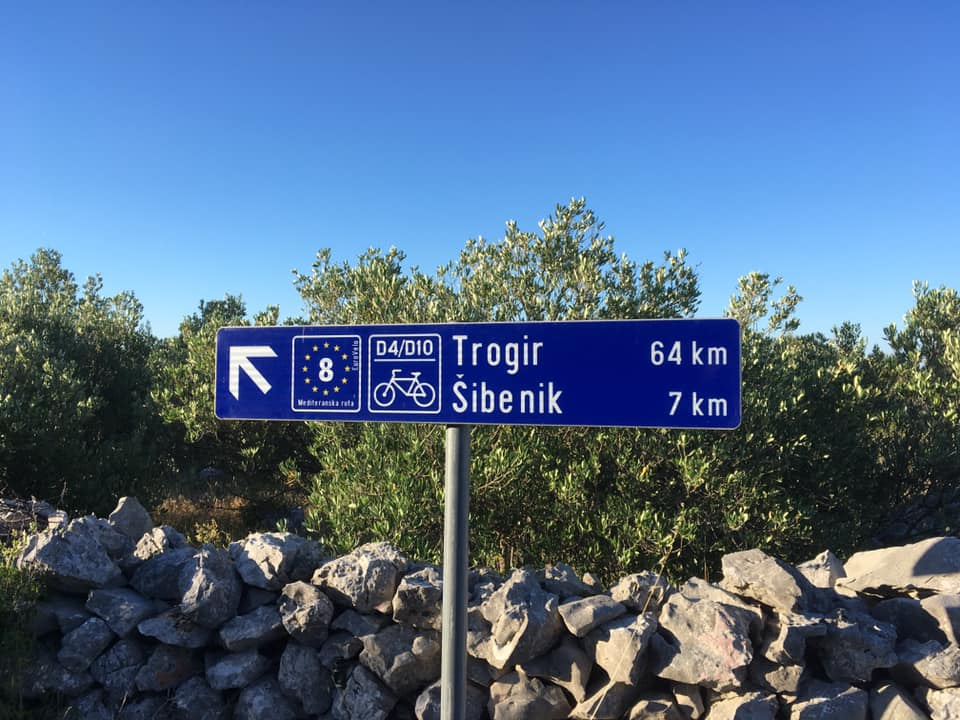 8
EuroVelo
Mediteranska ruta
D4/D10
Trogir 64 km
Šibenik 7 km